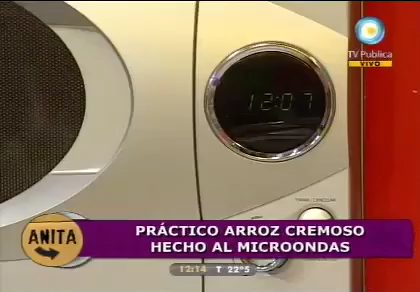 12:07
TV Pública
VIVO
ANITA
PRÁCTICO ARROZ CREMOSO
HECHO AL MICROONDAS
12:14 T 22°5